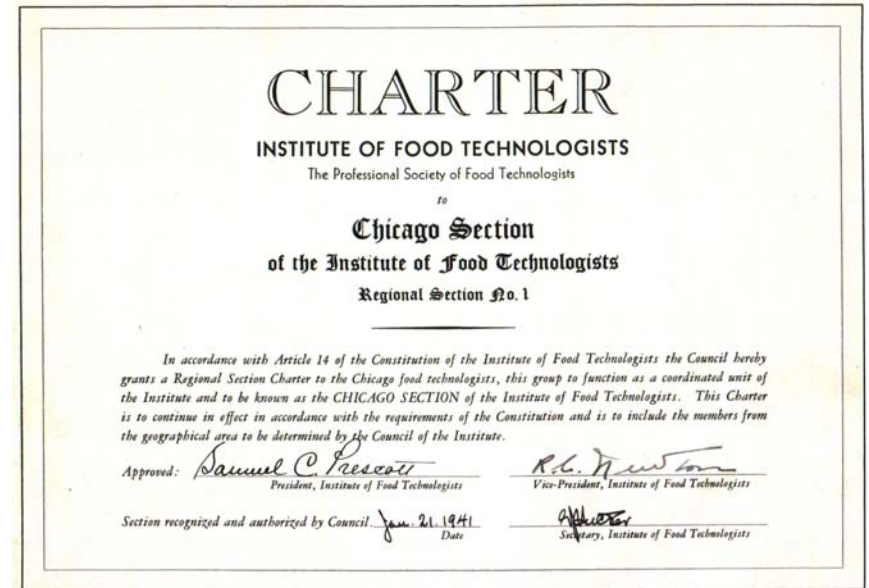 CHARTER
INSTITUTE OF FOOD TECHNOLOGISTS
The Professional Society of Food Technologists
to
Chicago Section
of the Institute of Food Technologists
Regional Section No. 1
In accordance with Article 14 of the Constitution of the Institute of Food Technologists the Council hereby
grants a Regional Section Charter to the Chicago food technologists, this group to function as a coordinated unit of
the Institute and to be known as the CHICAGO SECTION of the Institute of Food Technologists. This Charter
is to continue in effect in accordance with the requirements of the Constitution and is to include the members from
the geographical area to be determined by the Council of the Institute.
Approved: Samuel C. Prescott R.C. Newton
President, Institute of Food Technologists Vice-President, Institute of Food Technologists
Section recognized and authorized by Council Jan. 21. 1941
Date Secretary, Institute of Food Technologists